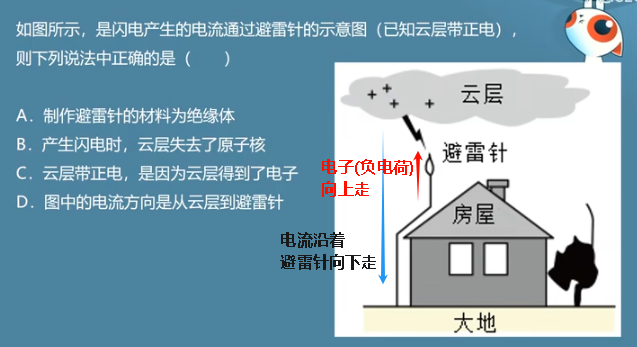 如图所示，是闪电产生的电流通过避雷针的示意图（已知云层带正电），
则下列说法中正确的是（　　）
A．制作避雷针的材料为绝缘体
B．产生闪电时，云层失去了原子核
C．云层带正电，是因为云层得到了电子
D．图中的电流方向是从云层到避雷针
云层
避雷针
电子(负电荷)
向上走
房屋
电流沿着
避雷针向下走
大地